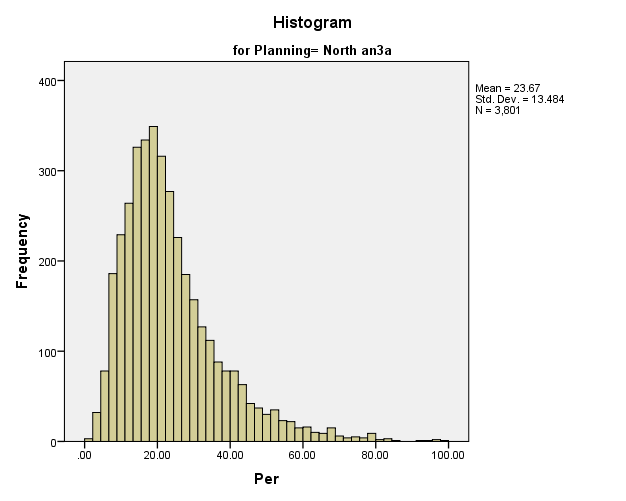 Histogram
for Planning= North an3a
400
300
200
100
0
Frequency
.00 20.00 40.00 60.00 80.00 100.00
Per
Mean = 23.67
Std. Dev. = 13.484
N = 3,801